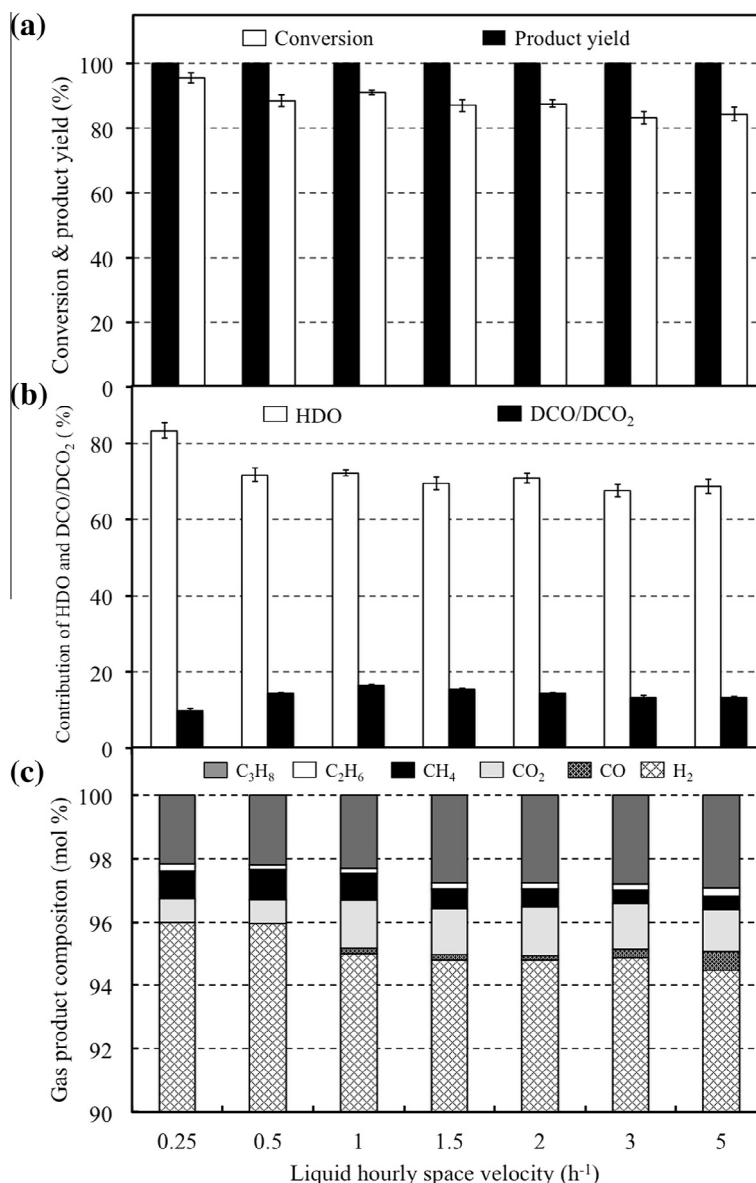 (a)
Conversion Product yield
Conversion & product yield (%)
100
80
60
40
20
0
(b)
HDO DCO/DCO₂
Contribution of HDO and DCO/DCO₂ ( %)
80
60
40
20
0
(c)
C₃H₈ C₂H₆ CH₄ CO₂ CO H₂
Gas product compositon (mol %)
100
98
96
94
92
90
0.25 0.5 1 1.5 2 3 5
Liquid hourly space velocity (h⁻¹)